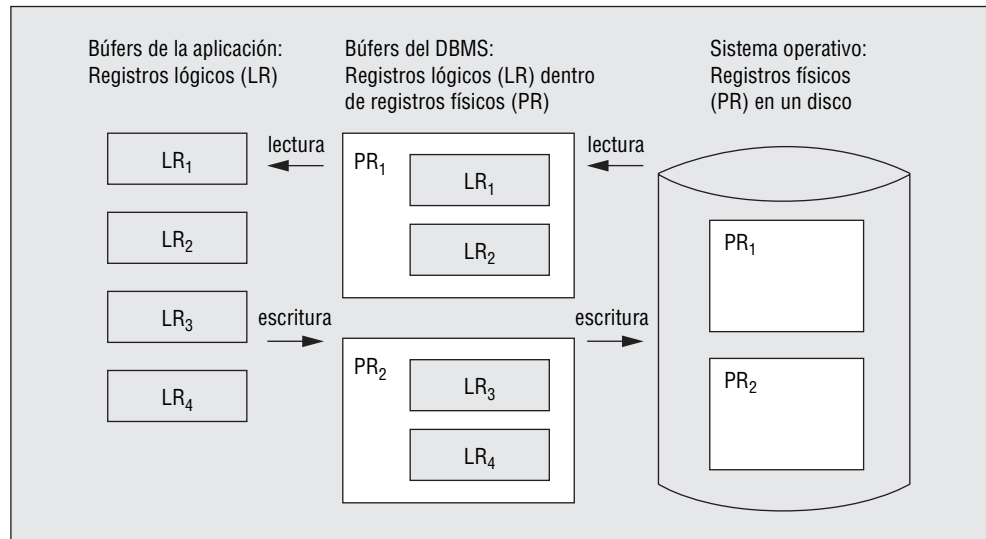 Búfers de la aplicación:
Registros lógicos (LR)
Búfers del DBMS:
Registros lógicos (LR) dentro
de registros físicos (PR)
Sistema operativo:
Registros físicos
(PR) en un disco
LR1
LR2
LR3
LR4
lectura
escritura
PR1
LR1
LR2
PR2
LR3
LR4
lectura
escritura
PR1
PR2